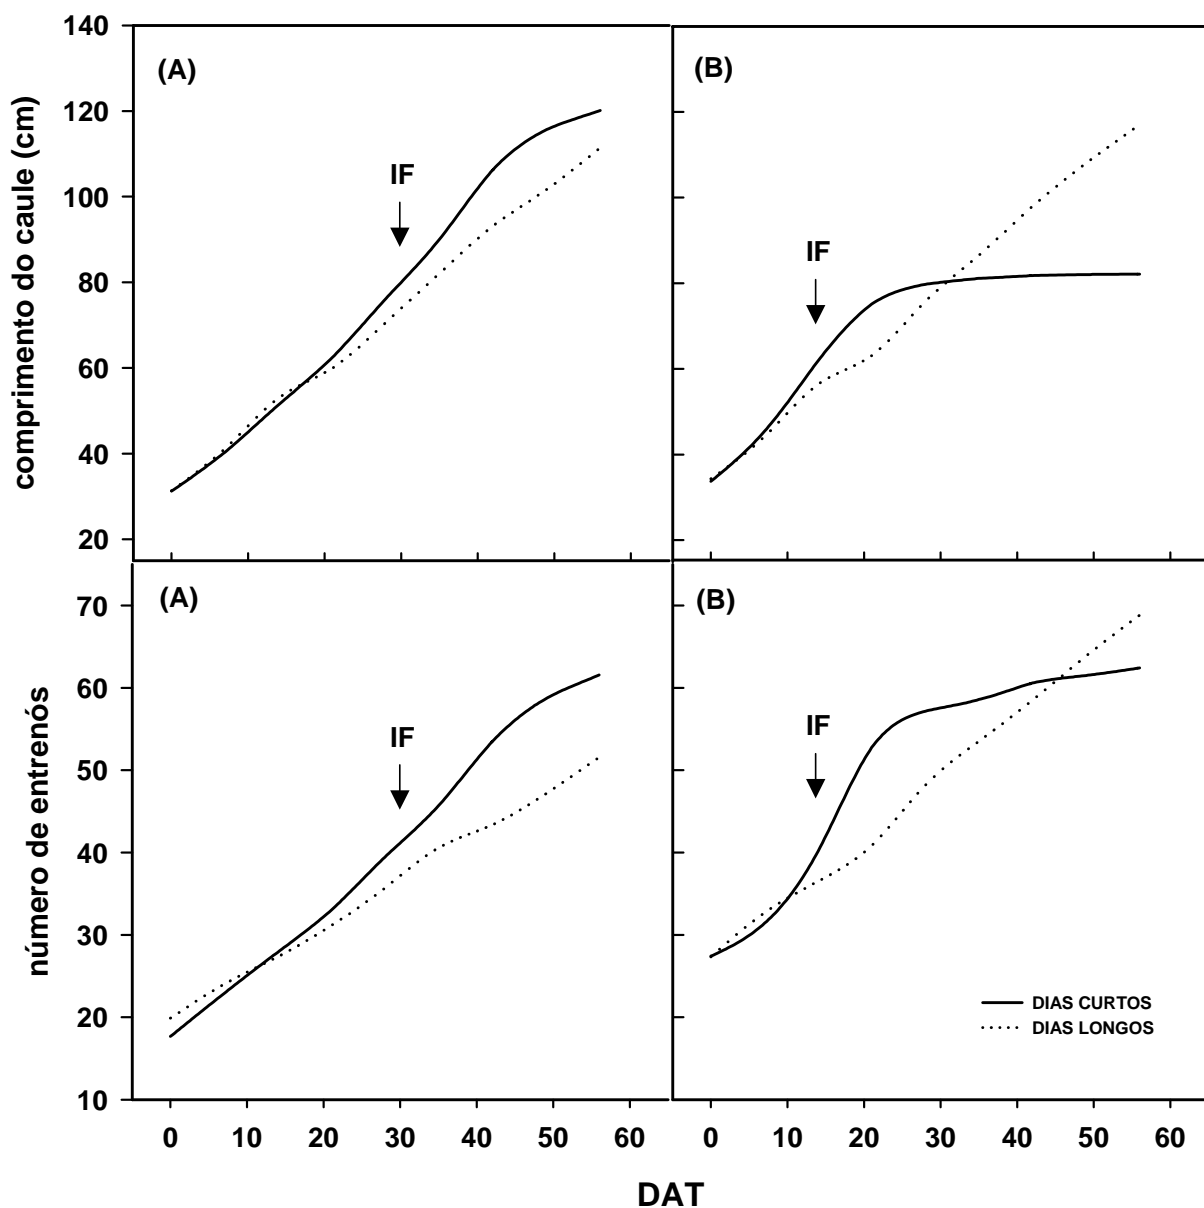 comprimento do caule (cm)
140
120
100
80
60
40
20
(A)
IF
(B)
IF
número de entrenós
70
60
50
40
30
20
10
(A)
IF
(B)
IF
DIAS CURTOS
DIAS LONGOS
0 10 20 30 40 50 60
0 10 20 30 40 50 60
DAT